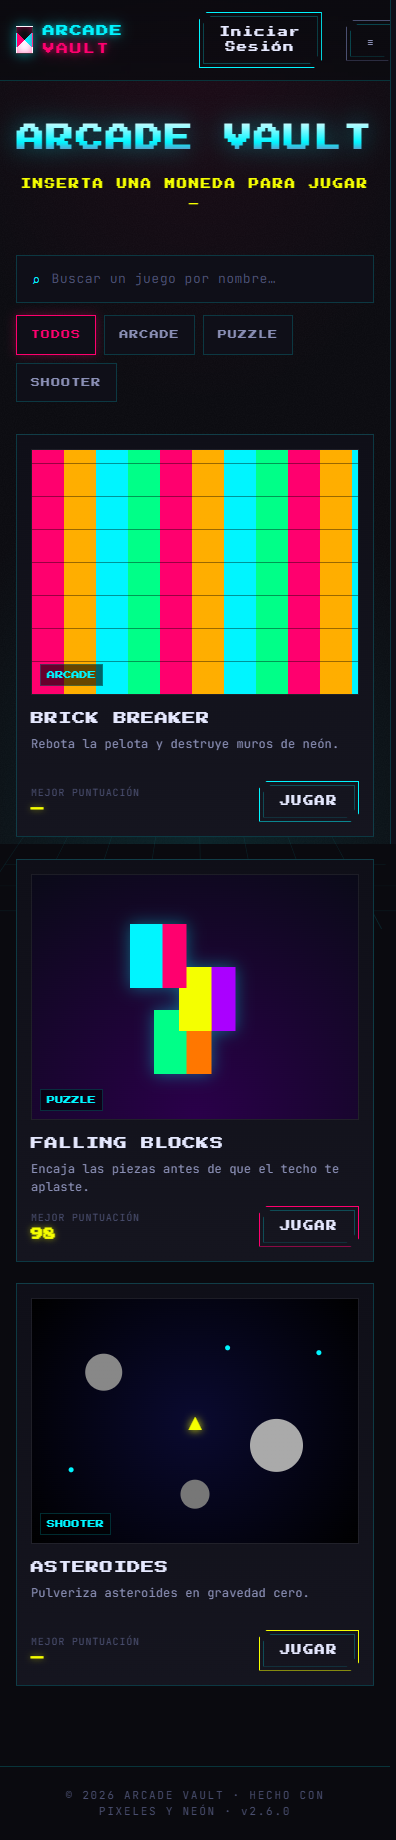 ARCADE
VAULT
Iniciar
Sesión
≡
ARCADE VAULT
INSERTA UNA MONEDA PARA JUGAR
_
⌕ Buscar un juego por nombre…
TODOS
ARCADE
PUZZLE
SHOOTER
ARCADE
BRICK BREAKER
Rebota la pelota y destruye muros de neón.
MEJOR PUNTUACIÓN
—
JUGAR
PUZZLE
FALLING BLOCKS
Encaja las piezas antes de que el techo te
aplaste.
MEJOR PUNTUACIÓN
98
JUGAR
SHOOTER
ASTEROIDES
Pulveriza asteroides en gravedad cero.
MEJOR PUNTUACIÓN
—
JUGAR
© 2026 ARCADE VAULT · HECHO CON
PIXELES Y NEÓN · v2.6.0